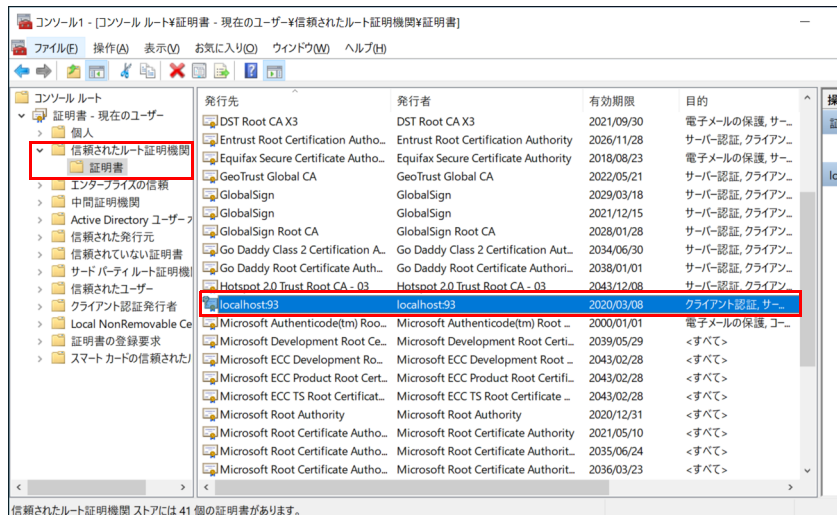 コンソール1 - [コンソール ルート¥証明書 - 現在のユーザー¥信頼されたルート証明機関¥証明書]
ファイル(F) 操作(A) 表示(V) お気に入り(O) ウィンドウ(W) ヘルプ(H)
コンソール ルート
証明書 - 現在のユーザー
個人
信頼されたルート証明機関
証明書
エンタープライズの信頼
中間証明機関
Active Directory ユーザー
信頼された発行元
信頼されていない証明書
サード パーティ ルート証明機
信頼されたユーザー
クライアント認証発行者
Local NonRemovable Ce
証明書の登録要求
スマート カードの信頼された
発行先 発行者 有効期限 目的
DST Root CA X3 DST Root CA X3 2021/09/30 電子メールの保護, サー...
Entrust Root Certification Autho... Entrust Root Certification Authority 2026/11/28 サーバー認証, クライアン...
Equifax Secure Certificate Autho... Equifax Secure Certificate Authority 2018/08/23 電子メールの保護, サー...
GeoTrust Global CA GeoTrust Global CA 2022/05/21 サーバー認証, クライアン...
GlobalSign GlobalSign 2029/03/18 サーバー認証, クライアン...
GlobalSign GlobalSign 2021/12/15 サーバー認証, クライアン...
GlobalSign Root CA GlobalSign Root CA 2028/01/28 サーバー認証, クライアン...
Go Daddy Class 2 Certification A... Go Daddy Class 2 Certification Aut... 2034/06/30 サーバー認証, クライアン...
Go Daddy Root Certificate Auth... Go Daddy Root Certificate Authori... 2038/01/01 サーバー認証, クライアン...
Hotspot 2.0 Trust Root CA - 03 Hotspot 2.0 Trust Root CA - 03 2043/12/08 サーバー認証, クライアン...
localhost:93 localhost:93 2020/03/08 クライアント認証, サー...
Microsoft Authenticode(tm) Roo... Microsoft Authenticode(tm) Root ... 2000/01/01 電子メールの保護, コー...
Microsoft Development Root Ce... Microsoft Development Root Certi... 2039/05/29 <すべて>
Microsoft ECC Development Ro... Microsoft ECC Development Root ... 2043/02/28 <すべて>
Microsoft ECC Product Root Cert... Microsoft ECC Product Root Certifi... 2043/02/28 <すべて>
Microsoft ECC TS Root Certificat... Microsoft ECC TS Root Certificate ... 2043/02/28 <すべて>
Microsoft Root Authority Microsoft Root Authority 2020/12/31 <すべて>
Microsoft Root Certificate Autho... Microsoft Root Certificate Authority 2021/05/10 <すべて>
Microsoft Root Certificate Autho... Microsoft Root Certificate Authorit... 2035/06/24 <すべて>
Microsoft Root Certificate Autho... Microsoft Root Certificate Authorit... 2036/03/23 <すべて>
信頼されたルート証明機関 ストアには 41 個の証明書があります。